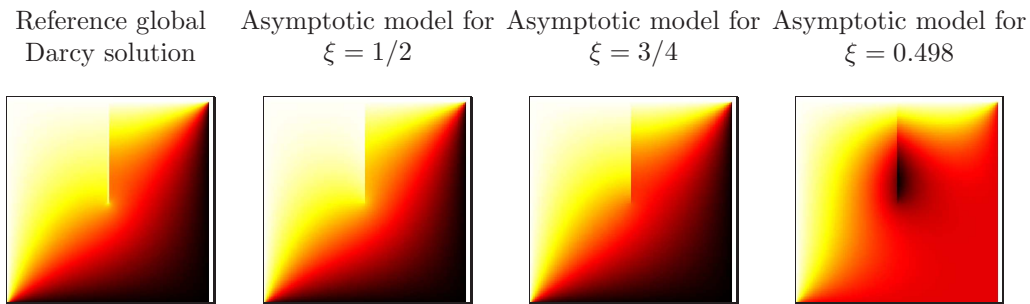 Reference global
Darcy solution
Asymptotic model for
ξ = 1/2
Asymptotic model for
ξ = 3/4
Asymptotic model for
ξ = 0.498